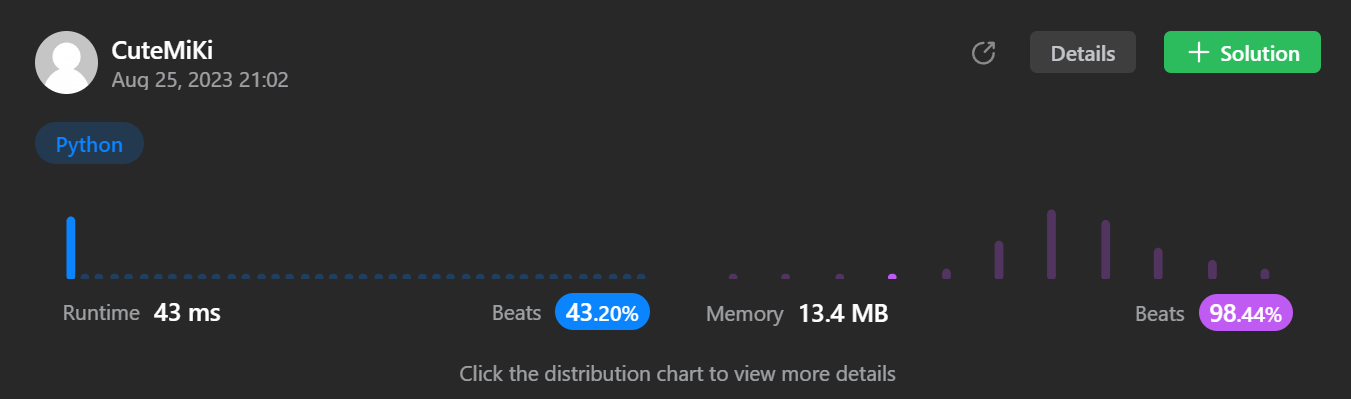 CuteMiKi
Aug 25, 2023 21:02
Details
Solution
Python
Runtime 43 ms
Beats 43.20%
Memory 13.4 MB
Beats 98.44%
Click the distribution chart to view more details